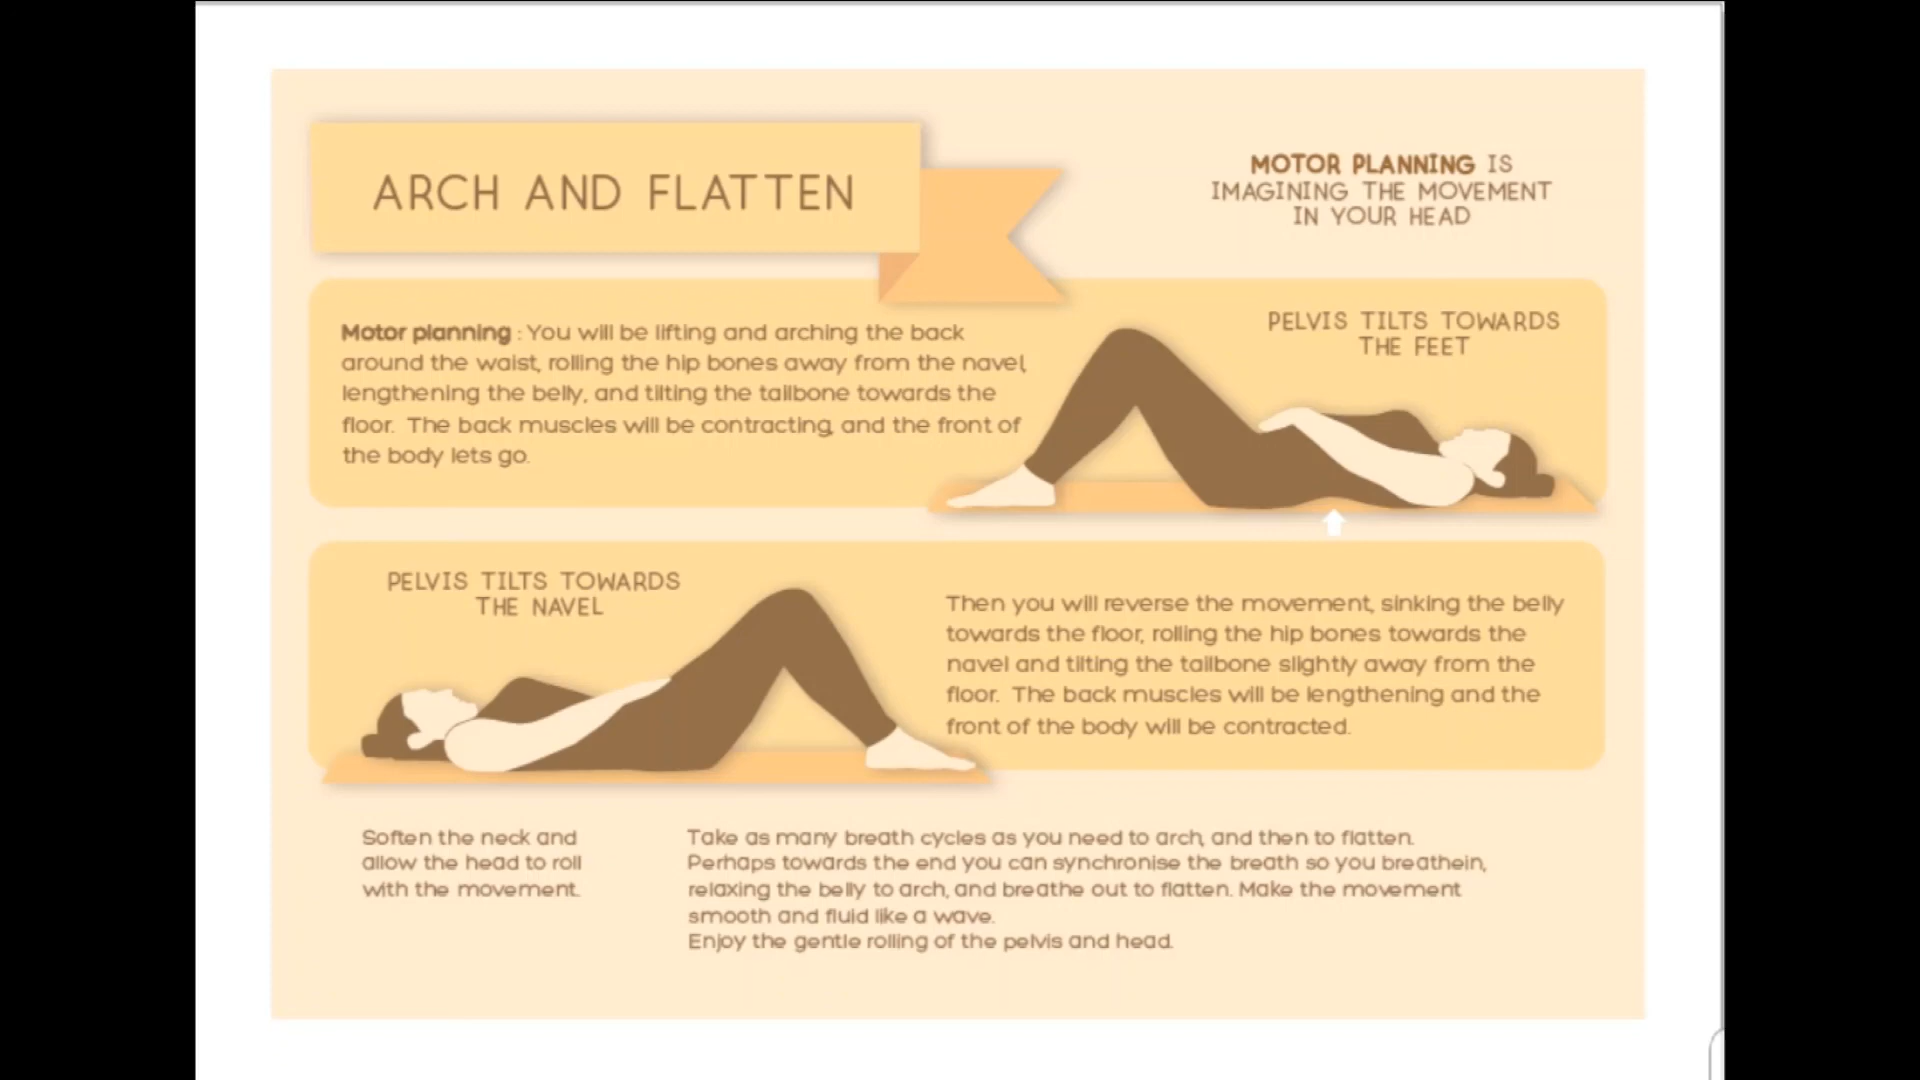 ARCH AND FLATTEN
MOTOR PLANNING IS
IMAGINING THE MOVEMENT
IN YOUR HEAD
Motor planning : You will be lifting and arching the back
around the waist, rolling the hip bones away from the navel,
lengthening the belly, and tilting the tailbone towards the
floor. The back muscles will be contracting, and the front of
the body lets go.
PELVIS TILTS TOWARDS
THE FEET
PELVIS TILTS TOWARDS
THE NAVEL
Then you will reverse the movement, sinking the belly
towards the floor, rolling the hip bones towards the
navel and tilting the tailbone slightly away from the
floor. The back muscles will be lengthening and the
front of the body will be contracted.
Soften the neck and
allow the head to roll
with the movement.
Take as many breath cycles as you need to arch, and then to flatten.
Perhaps towards the end you can synchronise the breath so you breathein,
relaxing the belly to arch, and breathe out to flatten. Make the movement
smooth and fluid like a wave.
Enjoy the gentle rolling of the pelvis and head.